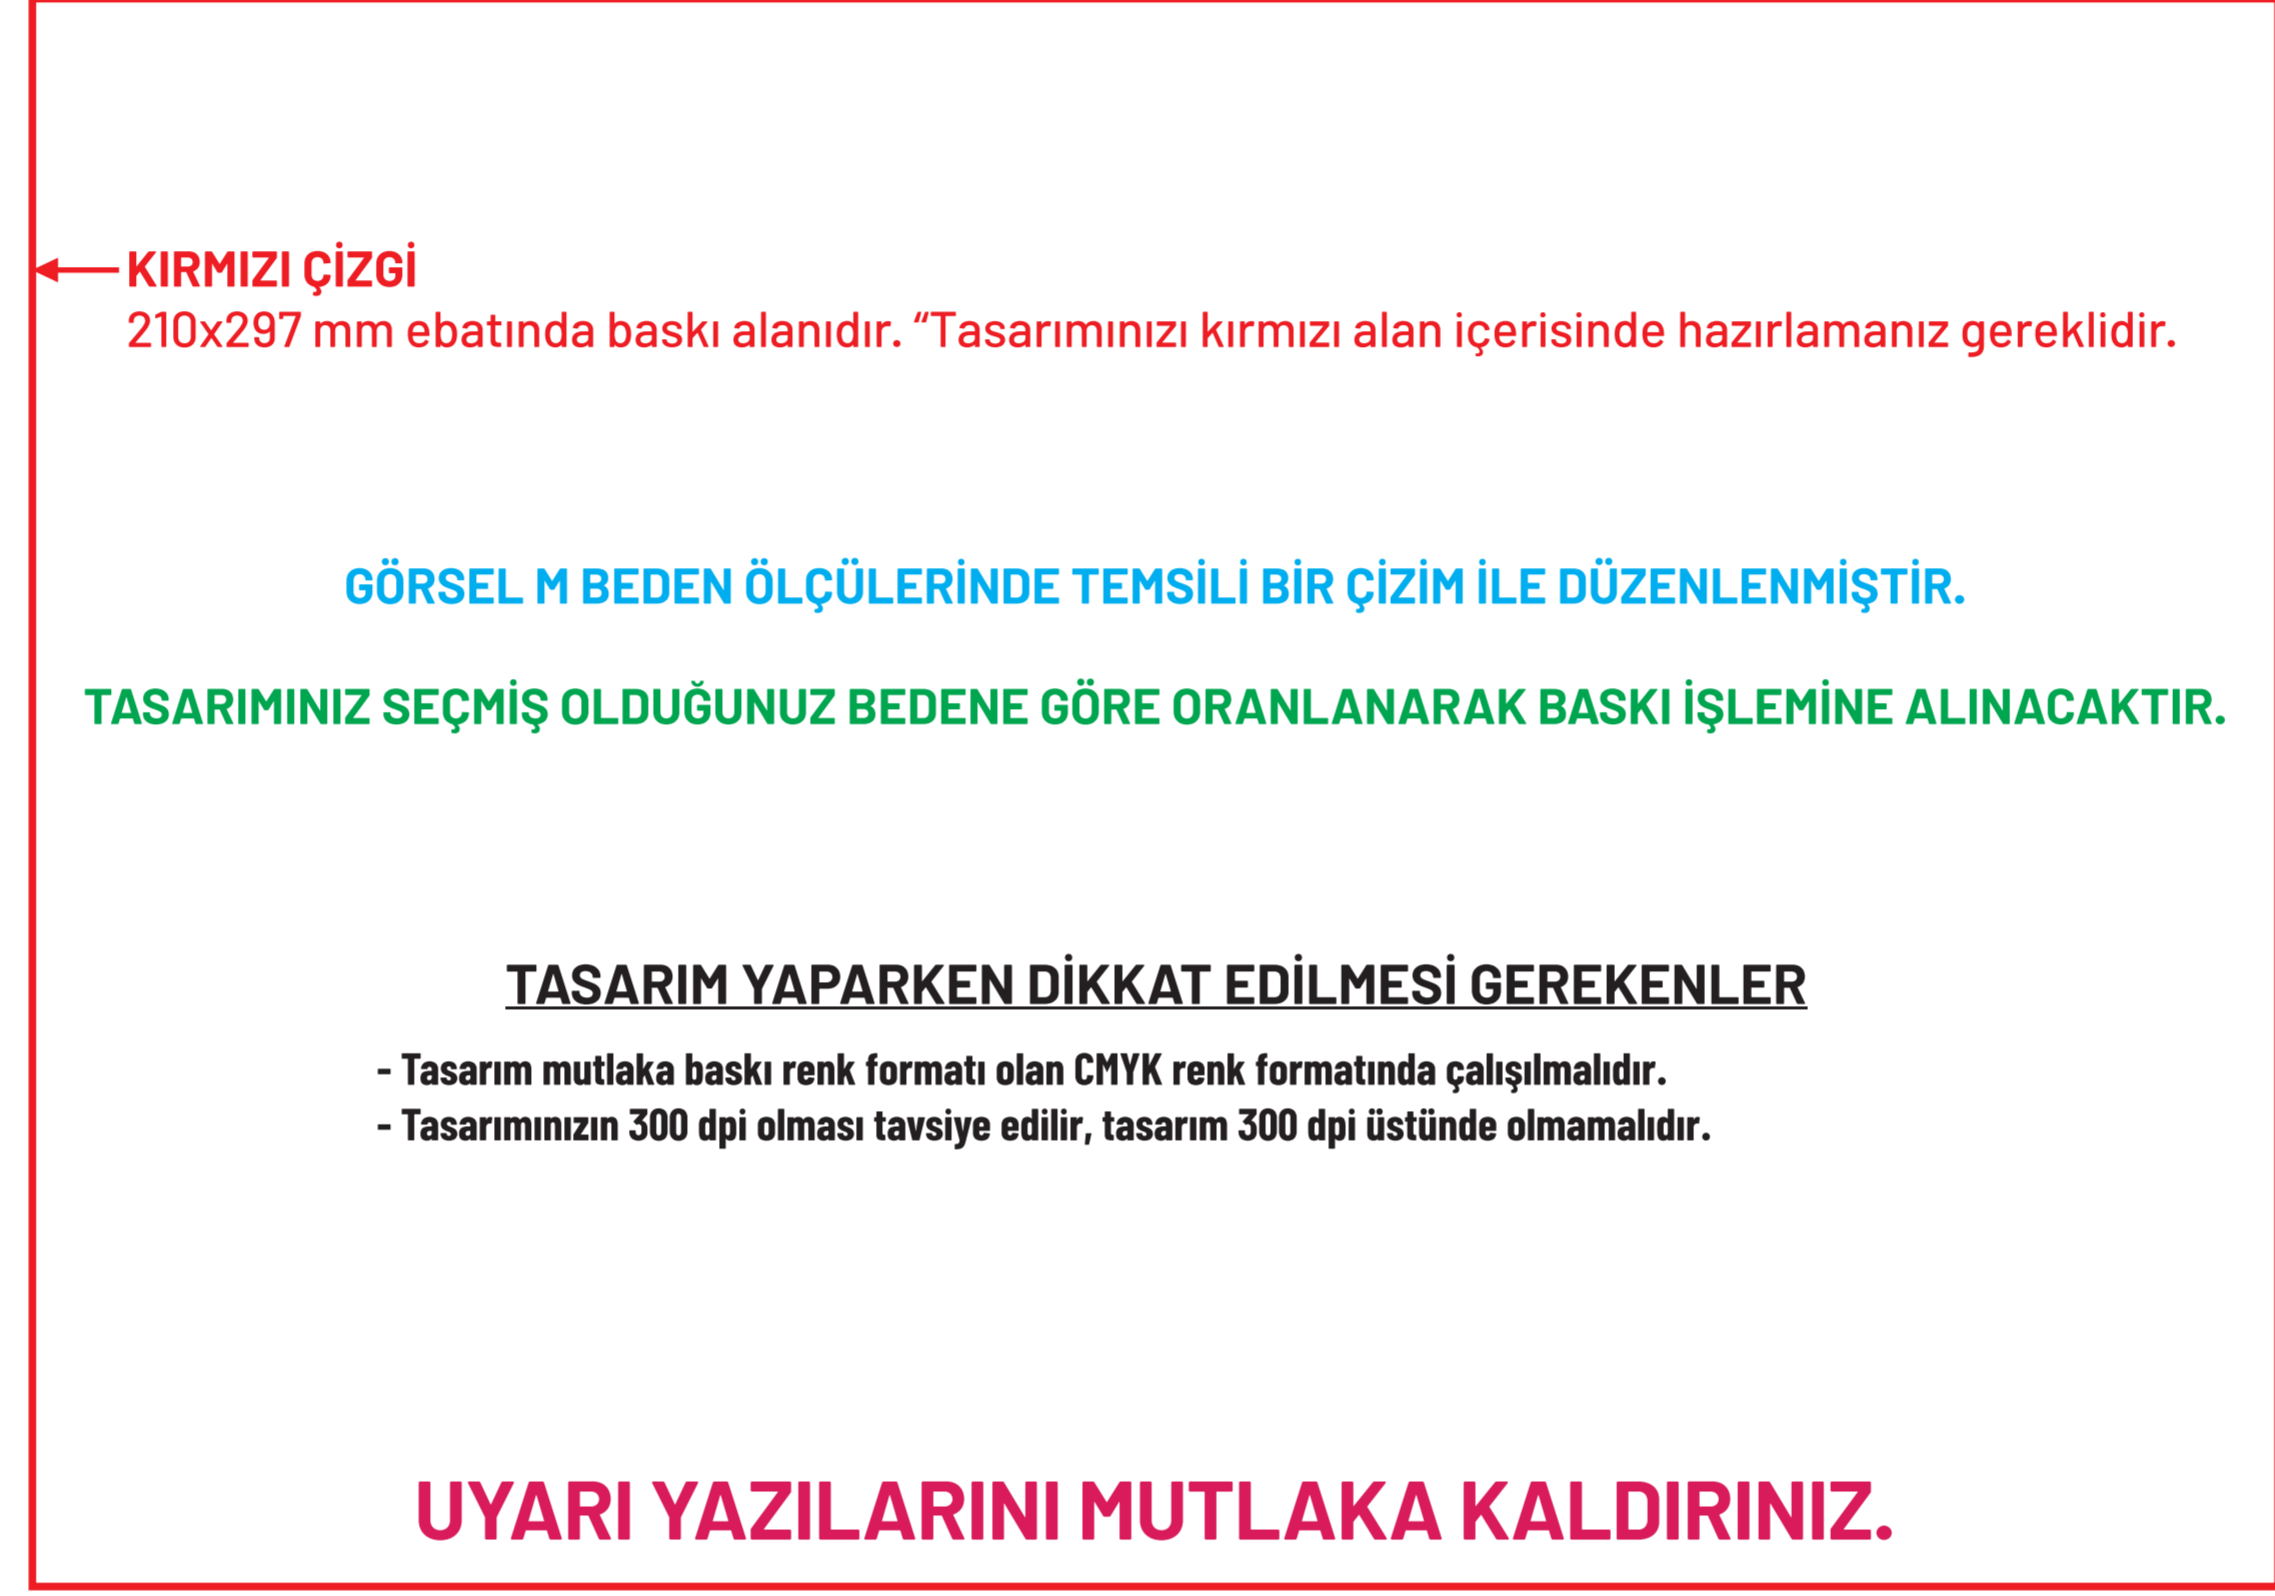 KIRMIZI ÇİZGİ
210x297 mm ebatında baskı alanıdır. “Tasarımınızı kırmızı alan içerisinde hazırlamanız gereklidir.
GÖRSEL M BEDEN ÖLÇÜLERİNDE TEMSİLİ BİR ÇİZİM İLE DÜZENLENMİŞTİR.
TASARIMINIZ SEÇMİŞ OLDUĞUNUZ BEDENE GÖRE ORANLANARAK BASKI İŞLEMİNE ALINACAKTIR.
TASARIM YAPARKEN DİKKAT EDİLMESİ GEREKENLER
- Tasarım mutlaka baskı renk formatı olan CMYK renk formatında çalışılmalıdır.
- Tasarımınızın 300 dpi olması tavsiye edilir, tasarım 300 dpi üstünde olmamalıdır.
UYARI YAZILARINI MUTLAKA KALDIRINIZ.